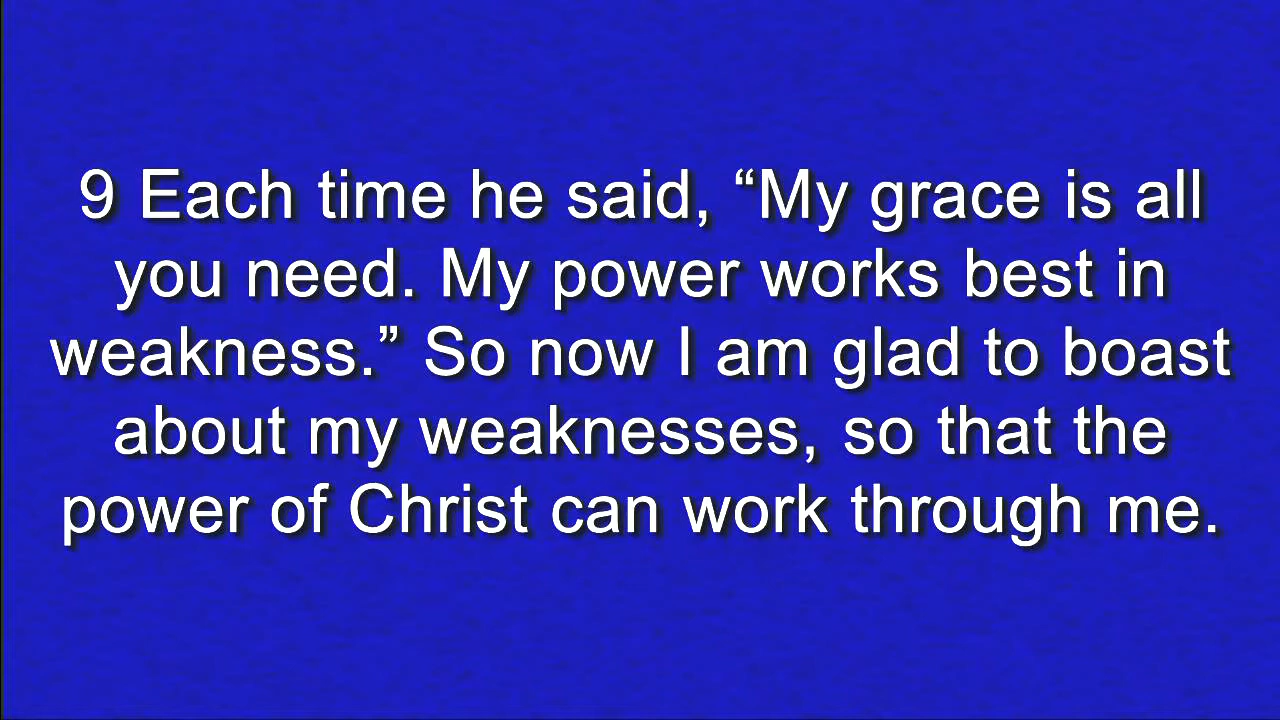 9 Each time he said, “My grace is all
you need. My power works best in
weakness.” So now I am glad to boast
about my weaknesses, so that the
power of Christ can work through me.